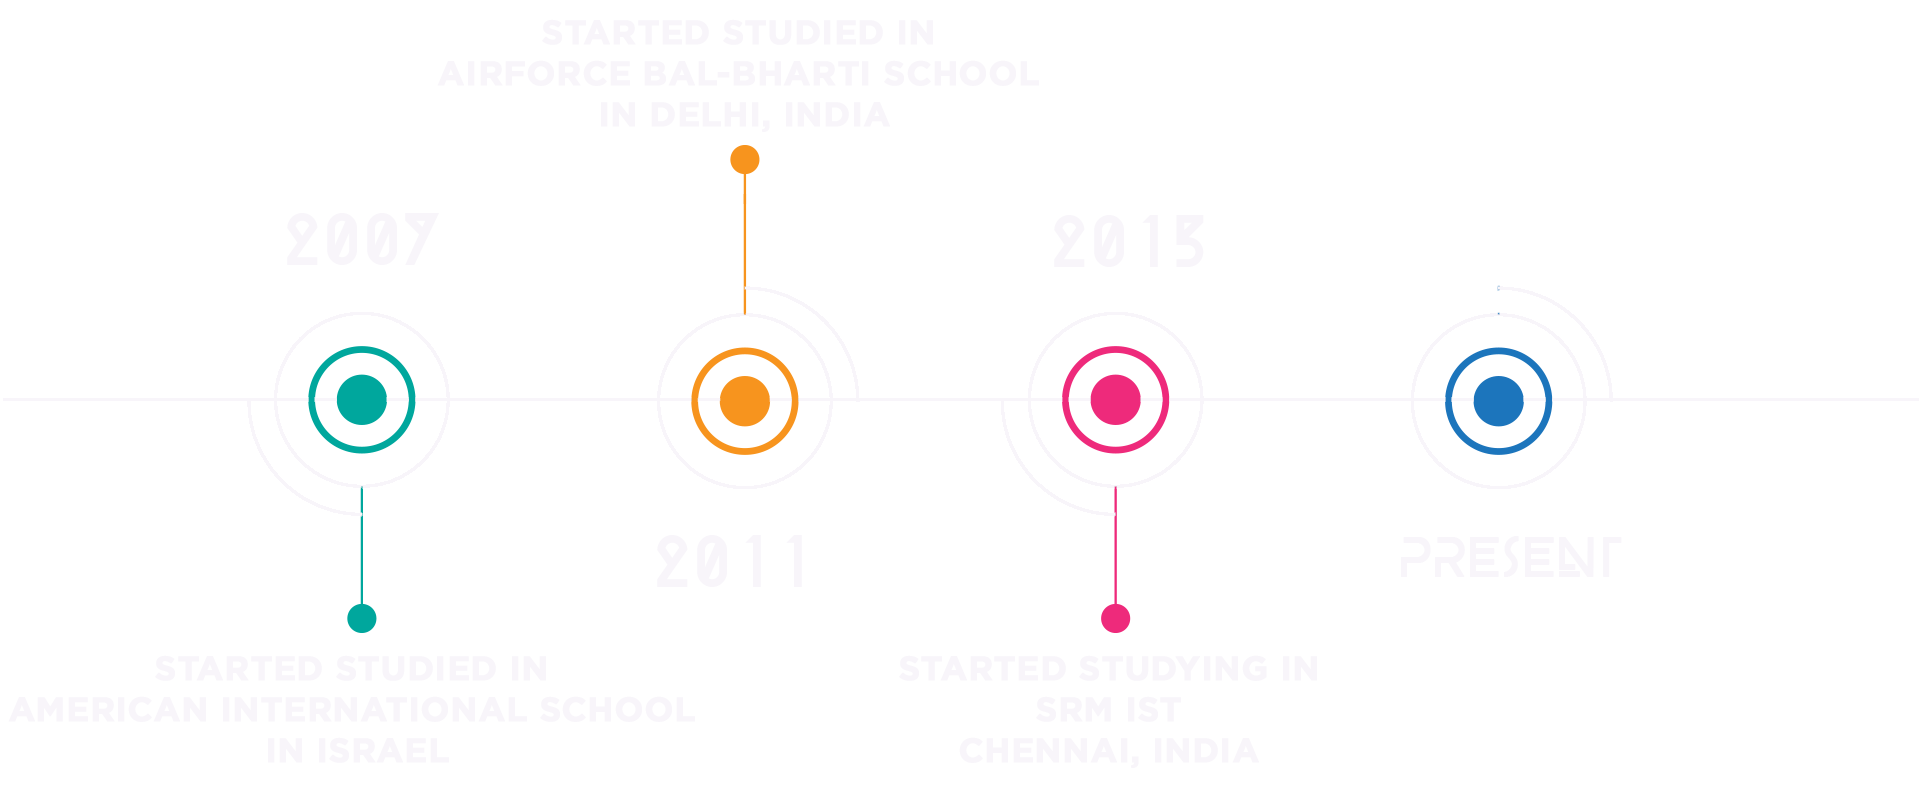 STARTED STUDIED IN
AIRFORCE BAL-BHARTI SCHOOL
IN DELHI, INDIA
2007
2015
2011
PRESENT
STARTED STUDIED IN
AMERICAN INTERNATIONAL SCHOOL
IN ISRAEL
STARTED STUDYING IN
SRM IST
CHENNAI, INDIA